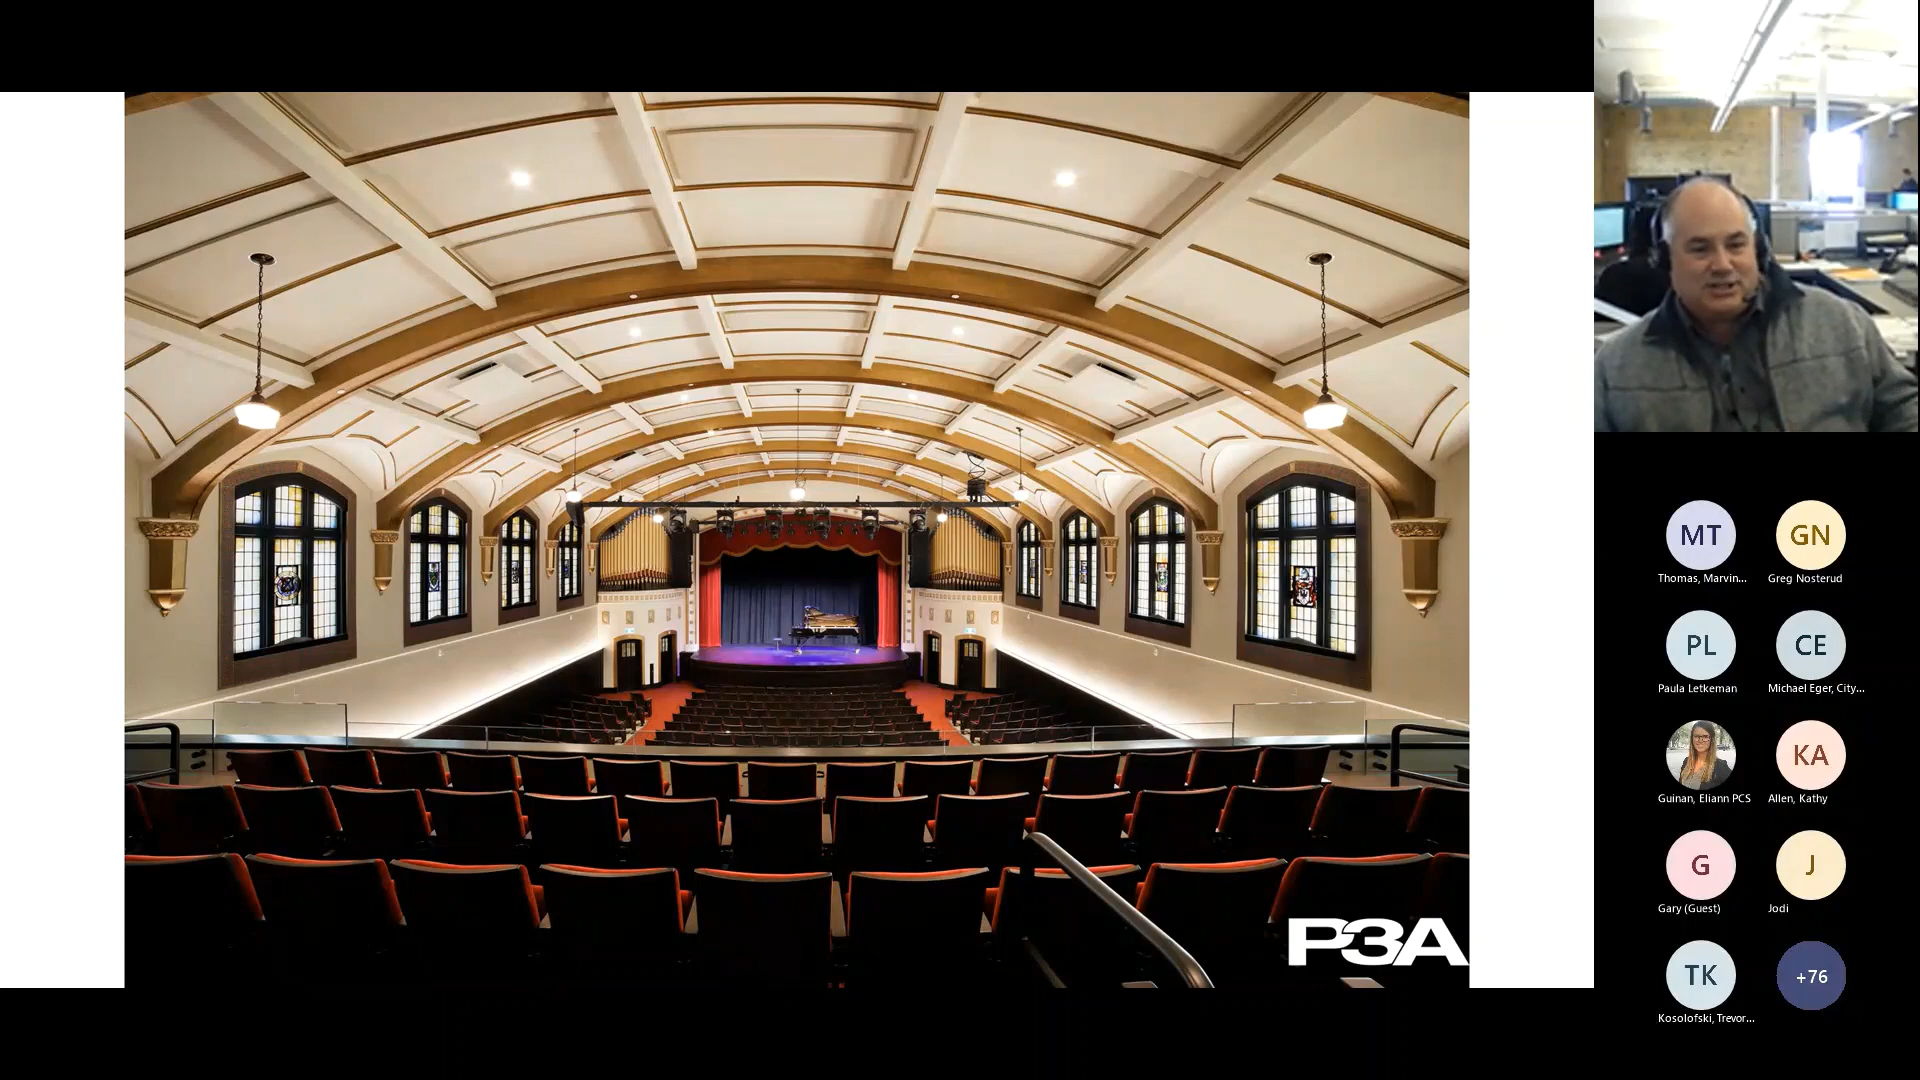 P3A
MT
Thomas, Marvin...
GN
Greg Nosterud
PL
Paula Letkeman
CE
Michael Eger, City...
Guinan, Eliann PCS
KA
Allen, Kathy
G
Gary (Guest)
J
Jodi
TK
Kosolofski, Trevor...
+76